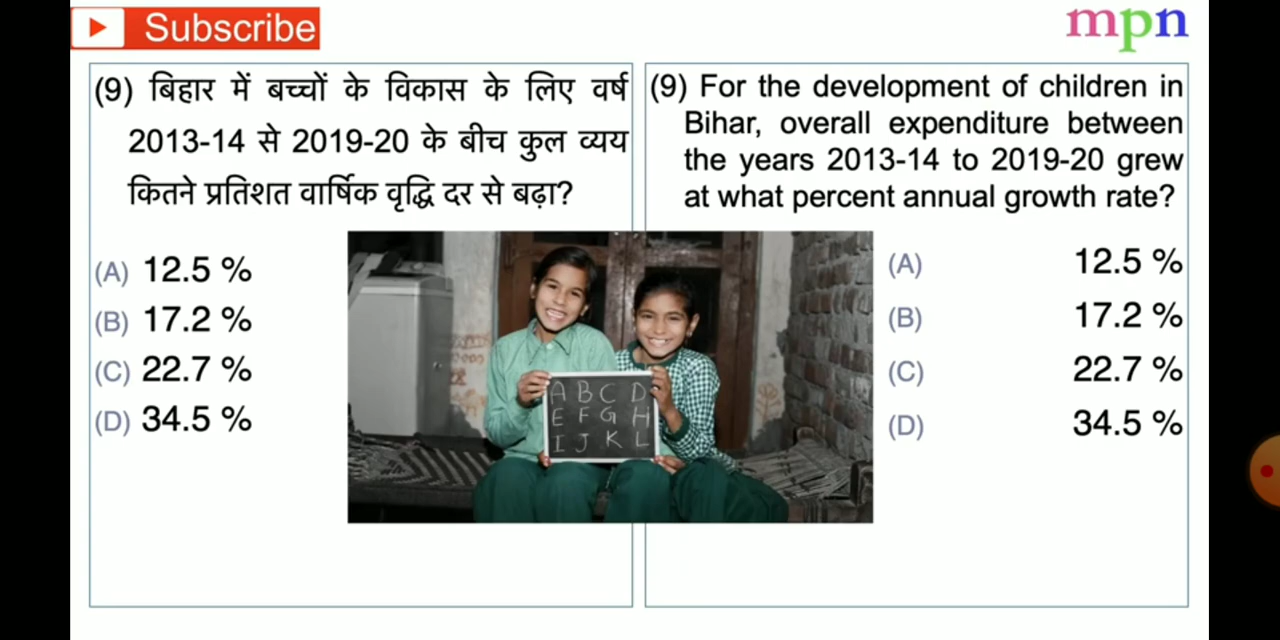 Subscribe
mpn
(9) बिहार में बच्चों के विकास के लिए वर्ष
2013-14 से 2019-20 के बीच कुल व्यय
कितने प्रतिशत वार्षिक वृद्धि दर से बढ़ा?
(A) 12.5 %
(B) 17.2 %
(C) 22.7 %
(D) 34.5 %
(9) For the development of children in
Bihar, overall expenditure between
the years 2013-14 to 2019-20 grew
at what percent annual growth rate?
(A) 12.5 %
(B) 17.2 %
(C) 22.7 %
(D) 34.5 %
A B C D
E F G H
I J K L